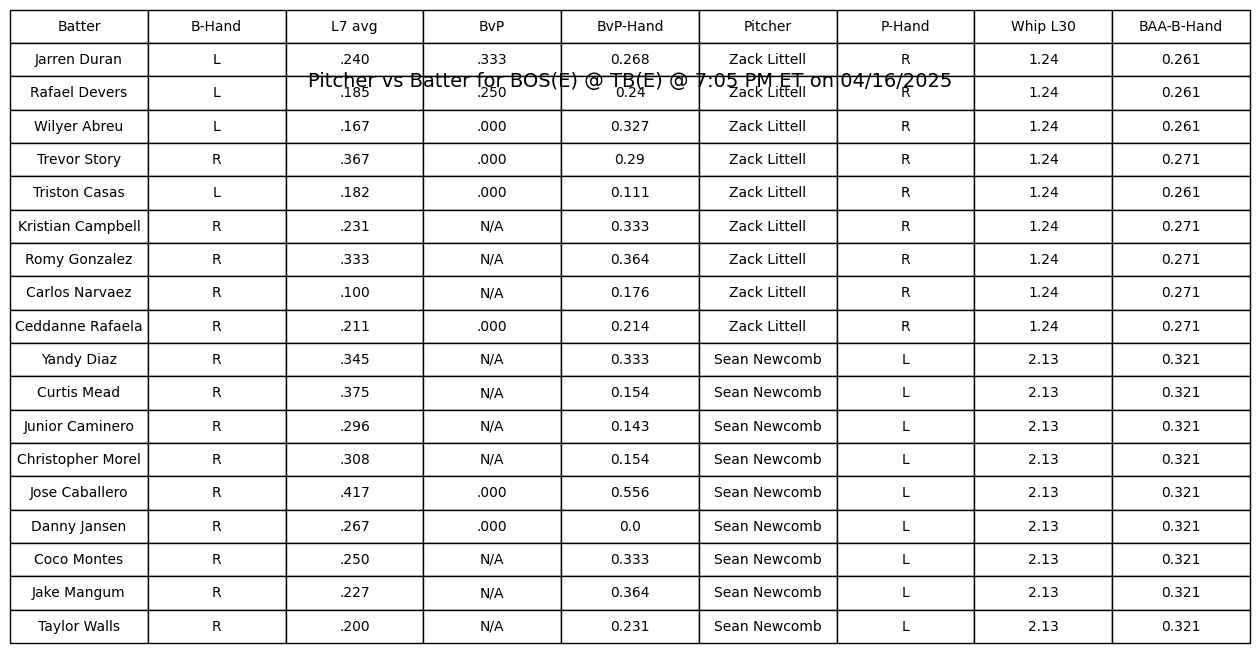 Batter B-Hand L7 avg BvP BvP-Hand Pitcher P-Hand Whip L30 BAA-B-Hand
Jarren Duran L .240 .333 0.268 Zack Littell R 1.24 0.261
Pitcher vs Batter for BOS(E) @ TB(E) @ 7:05 PM ET on 04/16/2025
Rafael Devers L .185 .250 0.24 Zack Littell R 1.24 0.261
Wilyer Abreu L .167 .000 0.327 Zack Littell R 1.24 0.261
Trevor Story R .367 .000 0.29 Zack Littell R 1.24 0.271
Triston Casas L .182 .000 0.111 Zack Littell R 1.24 0.261
Kristian Campbell R .231 N/A 0.333 Zack Littell R 1.24 0.271
Romy Gonzalez R .333 N/A 0.364 Zack Littell R 1.24 0.271
Carlos Narvaez R .100 N/A 0.176 Zack Littell R 1.24 0.271
Ceddanne Rafaela R .211 .000 0.214 Zack Littell R 1.24 0.271
Yandy Diaz R .345 N/A 0.333 Sean Newcomb L 2.13 0.321
Curtis Mead R .375 N/A 0.154 Sean Newcomb L 2.13 0.321
Junior Caminero R .296 N/A 0.143 Sean Newcomb L 2.13 0.321
Christopher Morel R .308 N/A 0.154 Sean Newcomb L 2.13 0.321
Jose Caballero R .417 .000 0.556 Sean Newcomb L 2.13 0.321
Danny Jansen R .267 .000 0.0 Sean Newcomb L 2.13 0.321
Coco Montes R .250 N/A 0.333 Sean Newcomb L 2.13 0.321
Jake Mangum R .227 N/A 0.364 Sean Newcomb L 2.13 0.321
Taylor Walls R .200 N/A 0.231 Sean Newcomb L 2.13 0.321